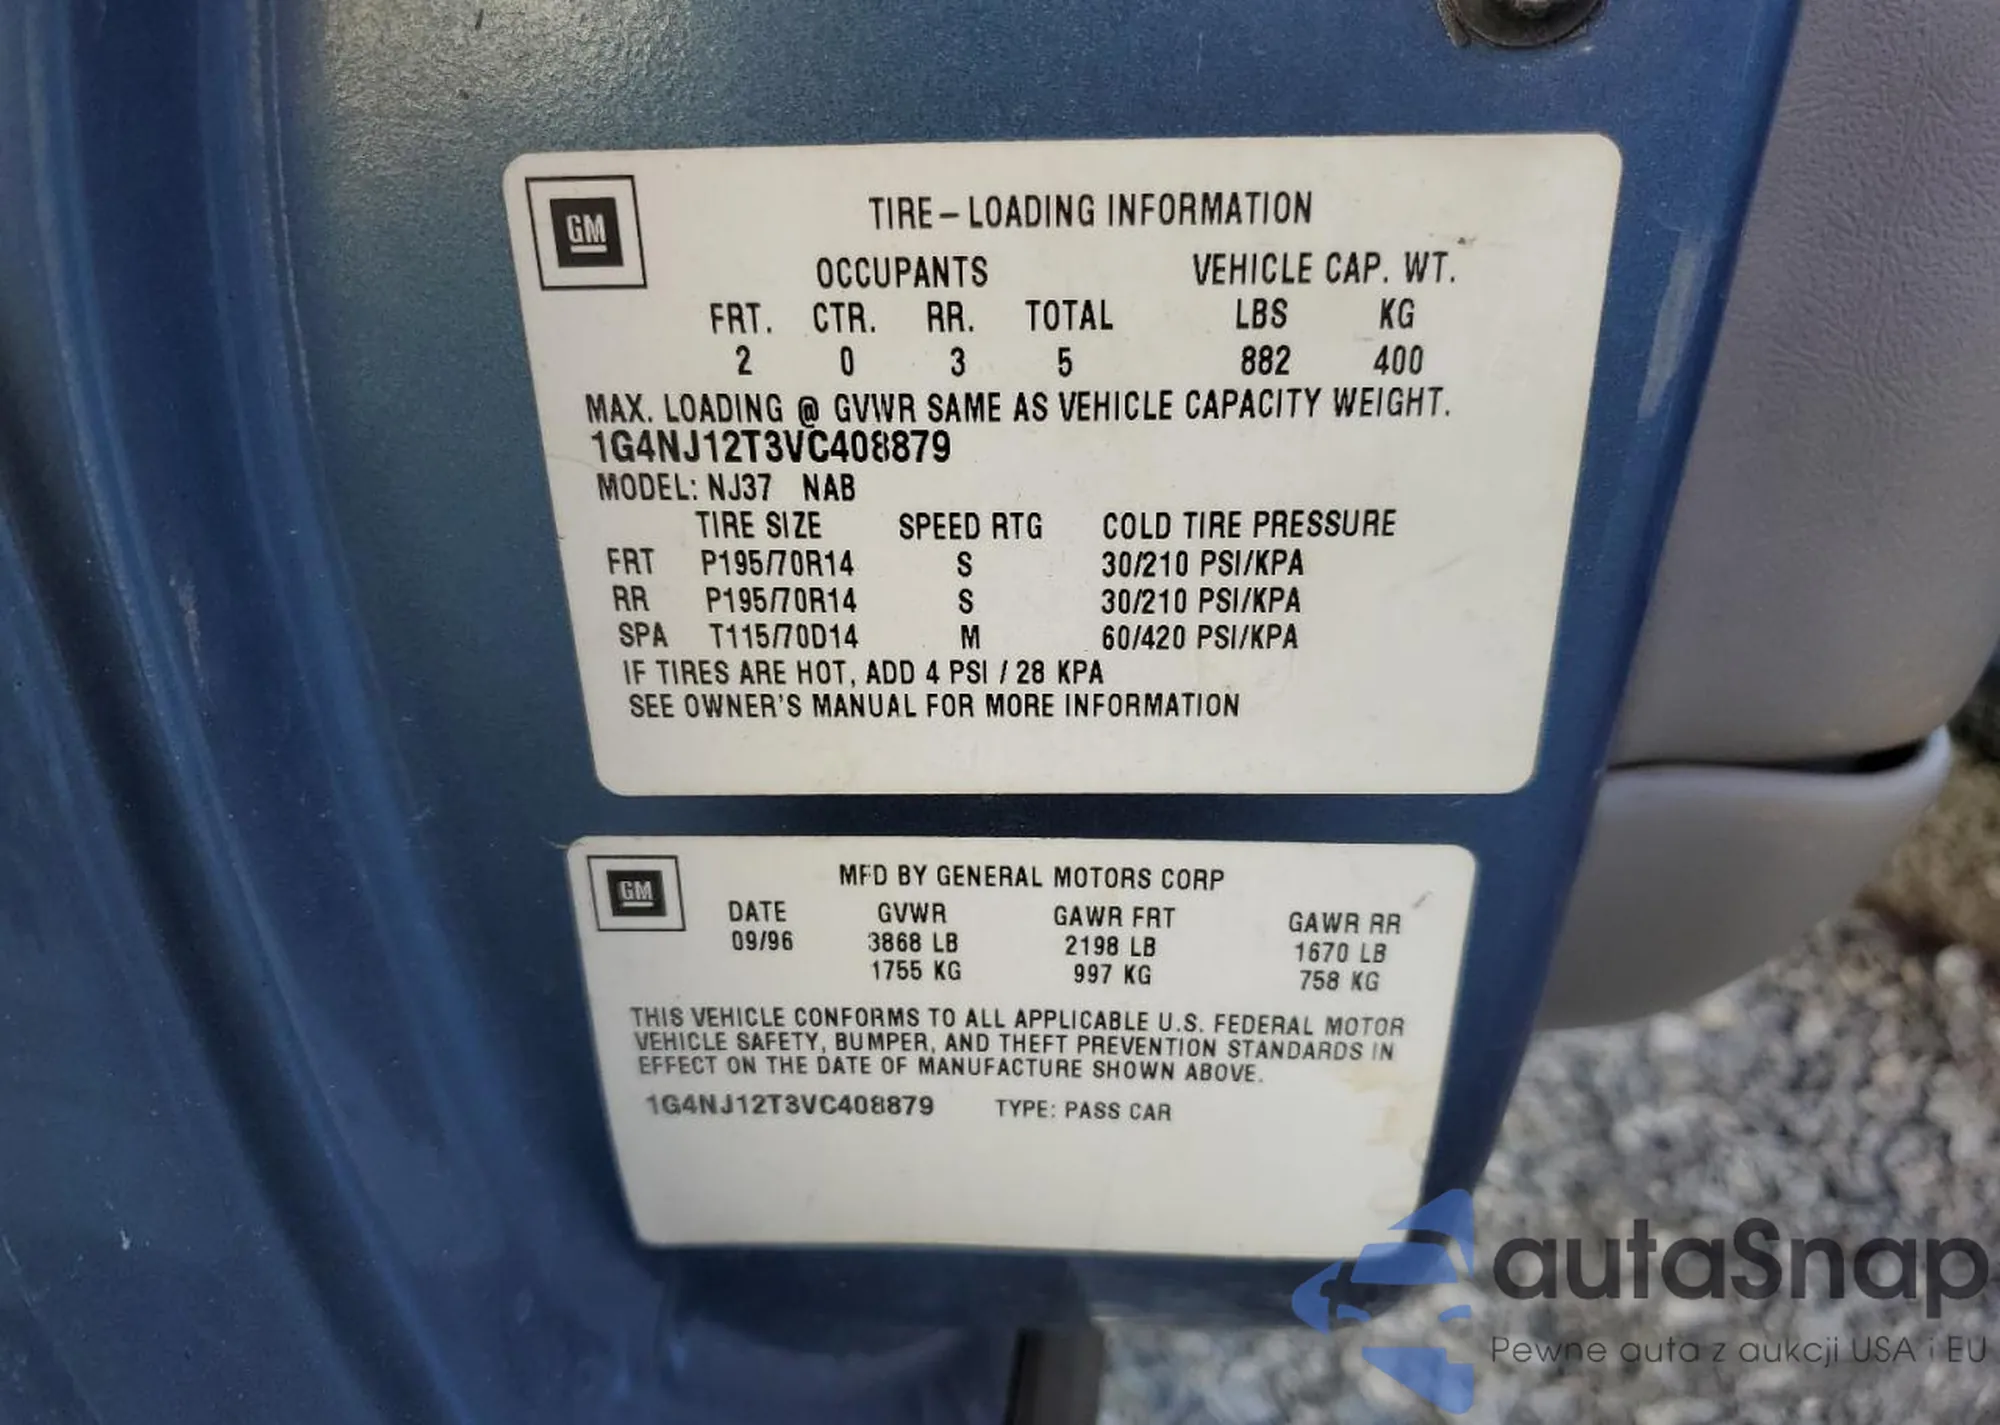 GM
TIRE-LOADING INFORMATION
OCCUPANTS VEHICLE CAP. WT.
FRT. CTR. RR. TOTAL LBS KG
2 0 3 5 882 400
MAX. LOADING @ GVWR SAME AS VEHICLE CAPACITY WEIGHT.
1G4NJ12T3VC408879
MODEL: NJ37 NAB
TIRE SIZE SPEED RTG COLD TIRE PRESSURE
FRT P195/70R14 S 30/210 PSI/KPA
RR P195/70R14 S 30/210 PSI/KPA
SPA T115/70D14 M 60/420 PSI/KPA
IF TIRES ARE HOT, ADD 4 PSI / 28 KPA
SEE OWNER'S MANUAL FOR MORE INFORMATION
GM
MFD BY GENERAL MOTORS CORP
DATE GVWR GAWR FRT GAWR RR
09/96 3868 LB 2198 LB 1670 LB
1755 KG 997 KG 758 KG
THIS VEHICLE CONFORMS TO ALL APPLICABLE U.S. FEDERAL MOTOR
VEHICLE SAFETY, BUMPER, AND THEFT PREVENTION STANDARDS IN
EFFECT ON THE DATE OF MANUFACTURE SHOWN ABOVE.
1G4NJ12T3VC408879 TYPE: PASS CAR
autaSnap
Pewne auta z aukcji USA i EU